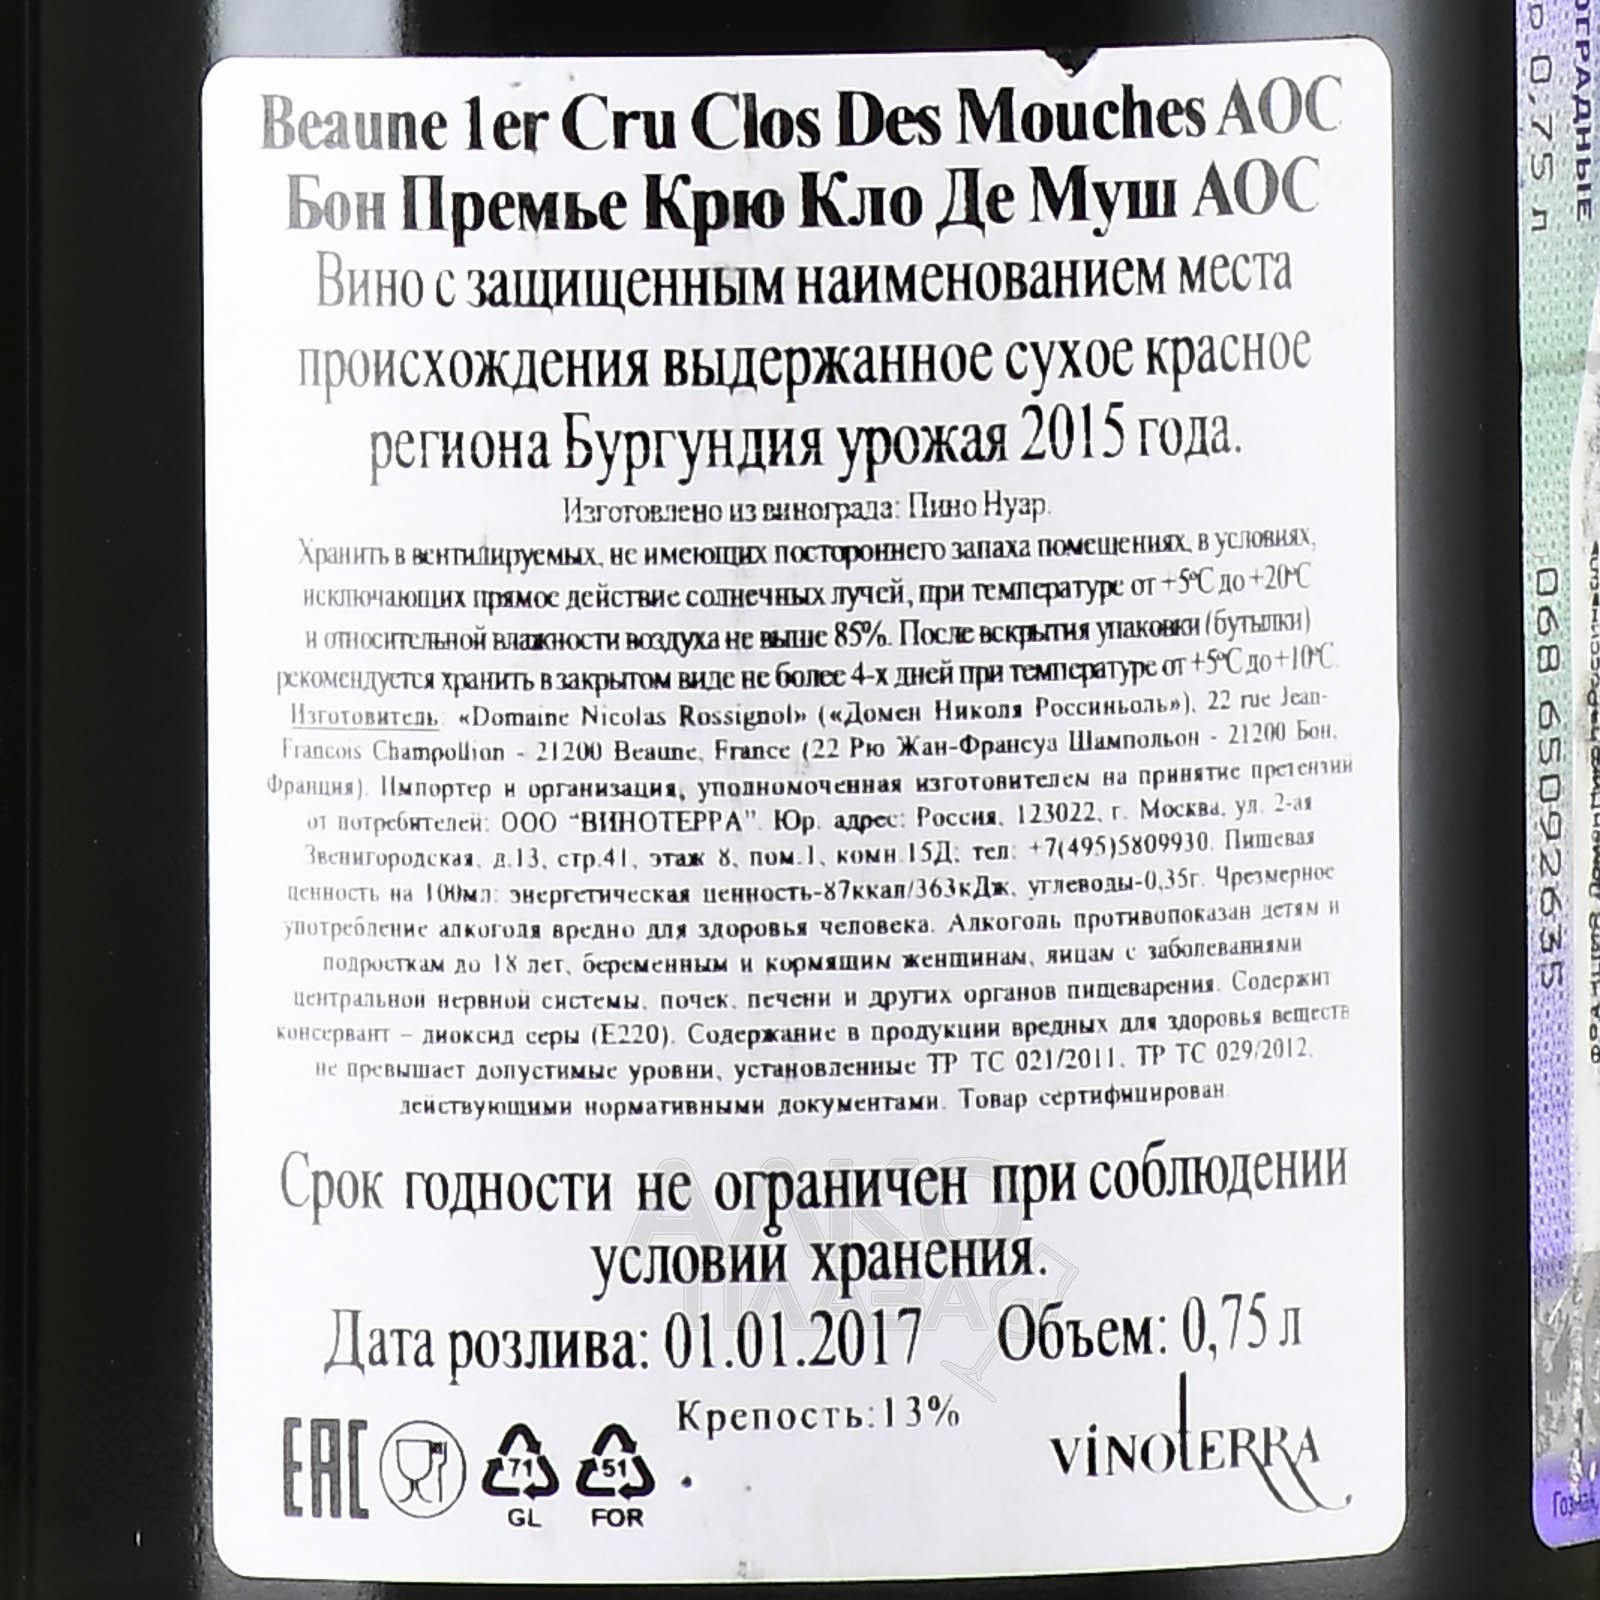 Beaune 1er Cru Clos Des Mouches AOC
Бон Премье Крю Кло Де Муш АОС
Вино с защищенным наименованием места
происхождения выдержанное сухое красное
региона Бургундия урожая 2015 года.
Изготовлено из винограда: Пино Нуар.
Хранить в вентилируемых, не имеющих постороннего запаха помещениях, в условиях,
исключающих прямое действие солнечных лучей, при температуре от +5°C до +20°C
и относительной влажности воздуха не выше 85%. После вскрытия упаковки (бутылки)
рекомендуется хранить в закрытом виде не более 4-х дней при температуре от +5°C до +10°C.
Изготовитель: «Domaine Nicolas Rossignol» («Домен Николя Россиньоль»), 22 rue Jean-
Francois Champollion - 21200 Beaune, France (22 Рю Жан-Франсуа Шампольон - 21200 Бон,
Франция). Импортер и организация, уполномоченная изготовителем на принятие претензий
от потребителей: ООО "ВИНОТЕРРА". Юр. адрес: Россия, 123022, г. Москва, ул. 2-ая
Звенигородская, д.13, стр.41, этаж 8, пом.1, комн.15Д; тел: +7(495)5809930. Пищевая
ценность на 100мл: энергетическая ценность-87ккал/363кДж, углеводы-0,35г. Чрезмерное
употребление алкоголя вредно для здоровья человека. Алкоголь противопоказан детям и
подросткам до 18 лет, беременным и кормящим женщинам, лицам с заболеваниями
центральной нервной системы, почек, печени и других органов пищеварения. Содержит
консервант – диоксид серы (Е220). Содержание в продукции вредных для здоровья веществ
не превышает допустимые уровни, установленные ТР ТС 021/2011, ТР ТС 029/2012,
действующими нормативными документами. Товар сертифицирован.
Срок годности не ограничен при соблюдении
условий хранения.
Дата розлива: 01.01.2017 Объем: 0,75 л
Крепость:13%
EAC
71
GL
51
FOR
VINOTERRA
0,75 л
068 65092635
АЛКО
ПЛАЗА